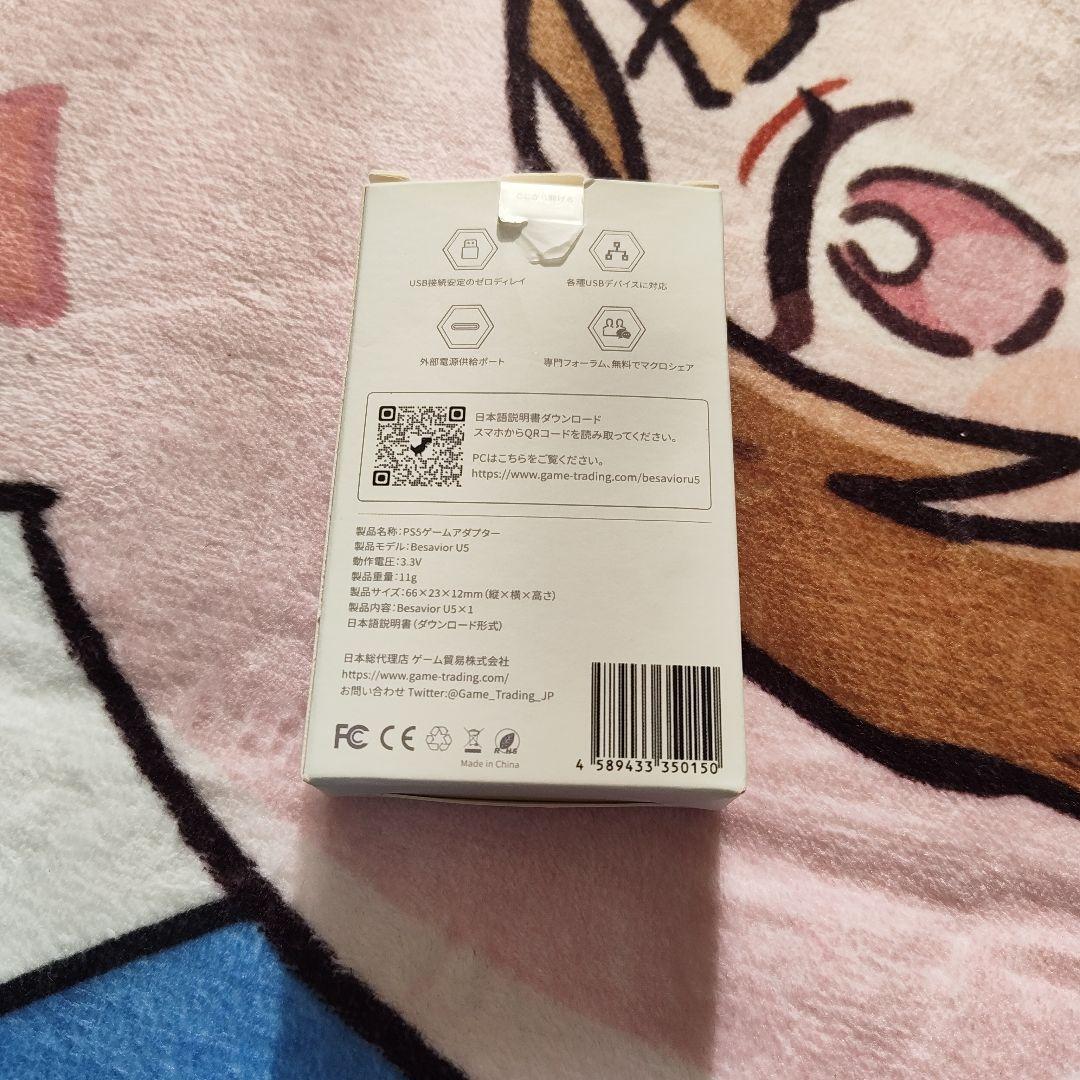 ここから開ける
USB接続安定のゼロディレイ
各種USBデバイスに対応
外部電源供給ポート
専門フォーラム、無料でマクロシェア
日本語説明書ダウンロード
スマホからQRコードを読み取ってください。
PCはこちらをご覧ください。
https://www.game-trading.com/besavioru5
製品名称:PS5ゲームアダプター
製品モデル:Besavior U5
動作電圧:3.3V
製品重量:11g
製品サイズ:66×23×12mm(縦×横×高さ)
製品内容:Besavior U5×1
日本語説明書(ダウンロード形式)
日本総代理店 ゲーム貿易株式会社
https://www.game-trading.com/
お問い合わせ Twitter:@Game_Trading_JP
FC CE RoHS
Made in China
4 589433 350150